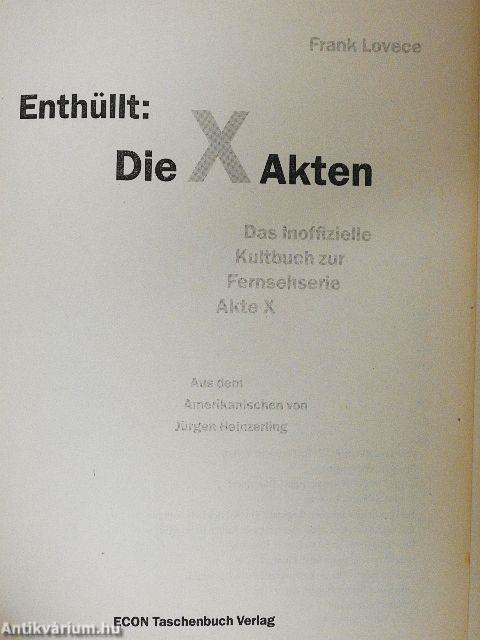 Frank Lovece
Enthüllt:
Die X Akten
Das Inoffizielle
Kultbuch zur
Fernsehserie
Akte X
Aus dem
Amerikanischen von
Jürgen Heinzerling
ECON Taschenbuch Verlag
Antikvárium.hu